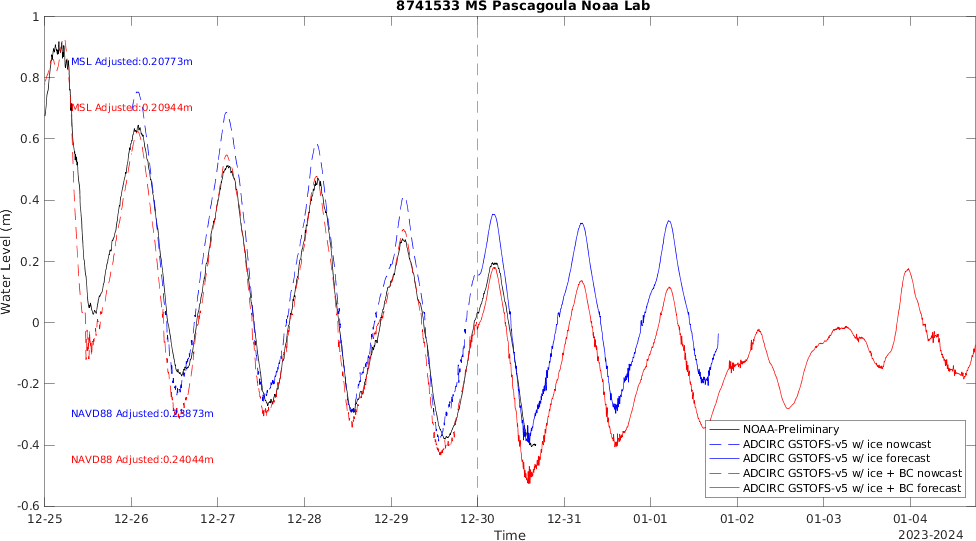 8741533 MS Pascagoula Noaa Lab
1
0.8
0.6
0.4
0.2
0
-0.2
-0.4
-0.6
Water Level (m)
MSL Adjusted:0.20773m
MSL Adjusted:0.20944m
NAVD88 Adjusted:0.23873m
NAVD88 Adjusted:0.24044m
NOAA-Preliminary
ADCIRC GSTOFS-v5 w/ ice nowcast
ADCIRC GSTOFS-v5 w/ ice forecast
ADCIRC GSTOFS-v5 w/ ice + BC nowcast
ADCIRC GSTOFS-v5 w/ ice + BC forecast
12-25 12-26 12-27 12-28 12-29 12-30 12-31 01-01 01-02 01-03 01-04
Time
2023-2024